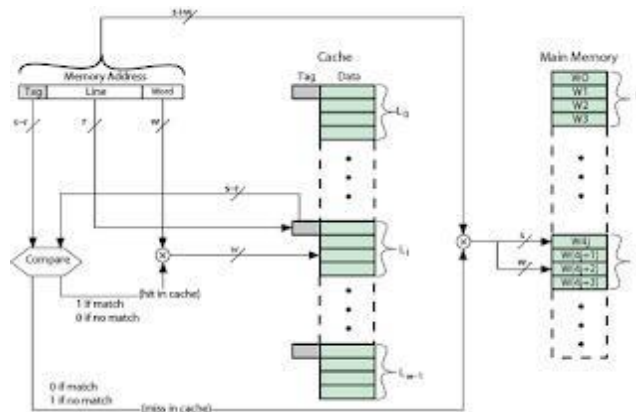 s+w
Memory Address
Tag Line Word
s–r
r
w
Cache
Tag Data
L0
s–r
Compare
w
Li
(hit in cache)
1 if match
0 if no match
Lm–1
0 if match
1 if no match
(miss in cache)
Main Memory
W0
W1
W2
W3
s
w
W4j
W(4j+1)
W(4j+2)
W(4j+3)